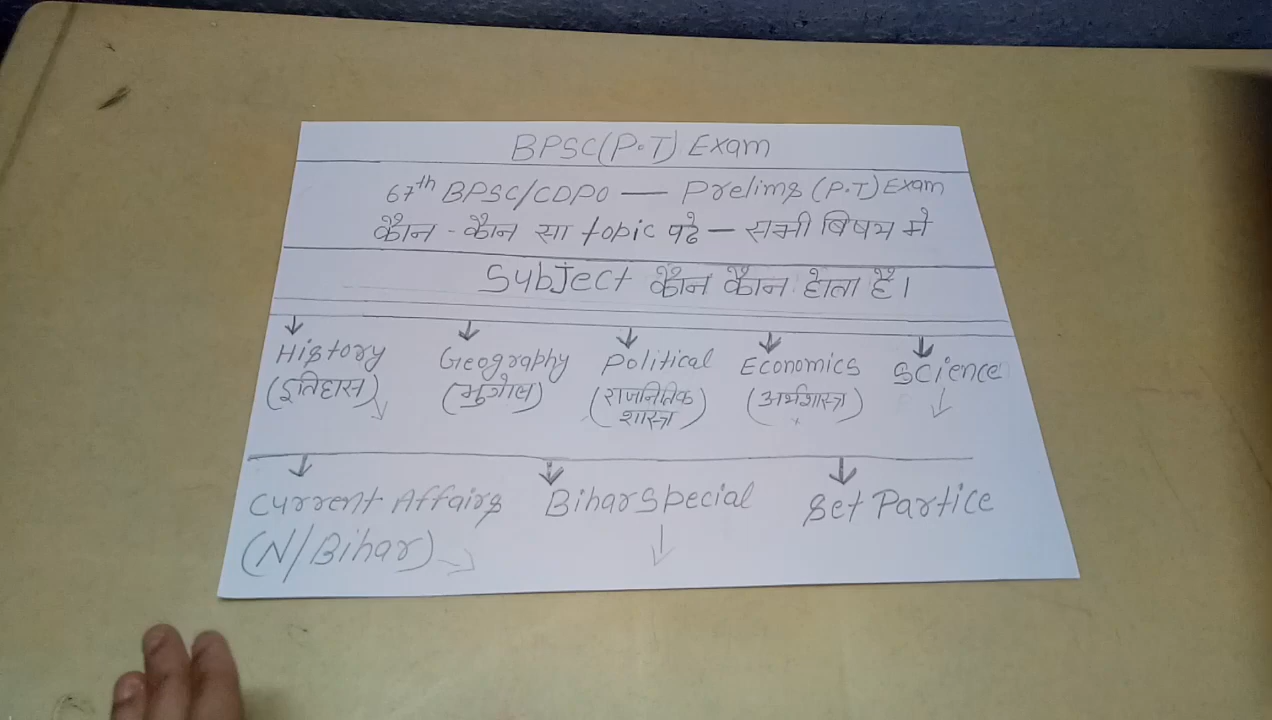 BPSC(P.T) Exam
67th BPSC/CDPO — Prelims (P.T) Exam
कौन - कौन सा topic पढे — सभी बिषय मे
Subject कौन कौन होता है।
History Geography Political Economics Science
(इतिहास) (भुगोल) (राजनितिक शास्त्र) (अर्थशास्त्र)
Current Affairs Bihar Special Set Partice
(N/Bihar)